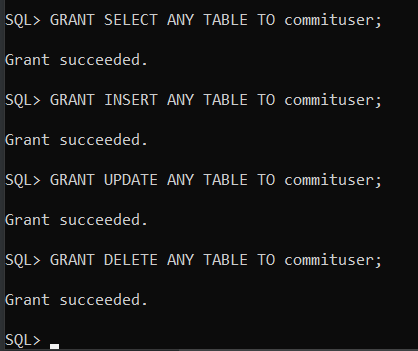 SQL> GRANT SELECT ANY TABLE TO commituser;
Grant succeeded.
SQL> GRANT INSERT ANY TABLE TO commituser;
Grant succeeded.
SQL> GRANT UPDATE ANY TABLE TO commituser;
Grant succeeded.
SQL> GRANT DELETE ANY TABLE TO commituser;
Grant succeeded.
SQL>